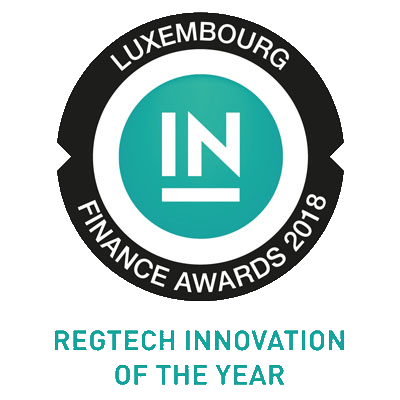 LUXEMBOURG
IN
FINANCE AWARDS 2018
REGTECH INNOVATION
OF THE YEAR